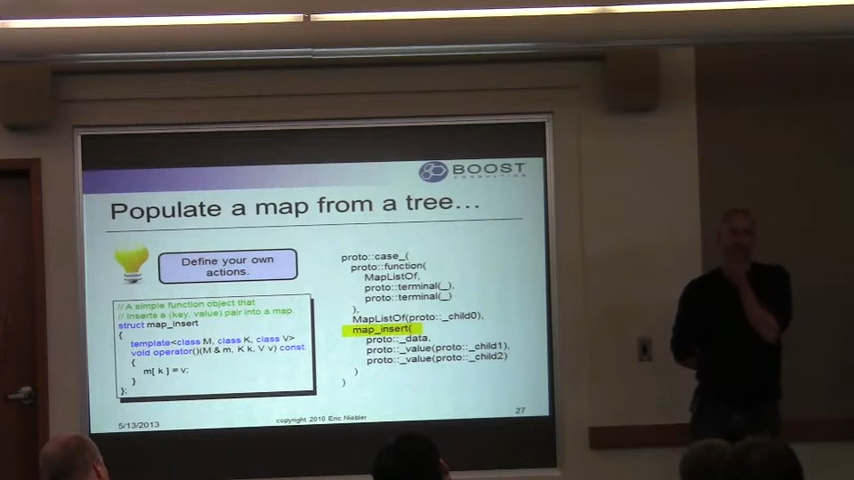 BOOST
CONSULTING
Populate a map from a tree…
Define your own
actions.
// A simple function object that
// Inserts a (key, value) pair into a map.
struct map_insert
{
template<class M, class K, class V>
void operator()(M & m, K k, V v) const
{
m[ k ] = v;
}
};
proto::case_(
proto::function(
MapListOf,
proto::terminal(_),
proto::terminal(_)
),
MapListOf(proto::_child0),
map_insert(
proto::_data,
proto::_value(proto::_child1),
proto::_value(proto::_child2)
)
)
5/13/2013
copyright 2010 Eric Niebler
27